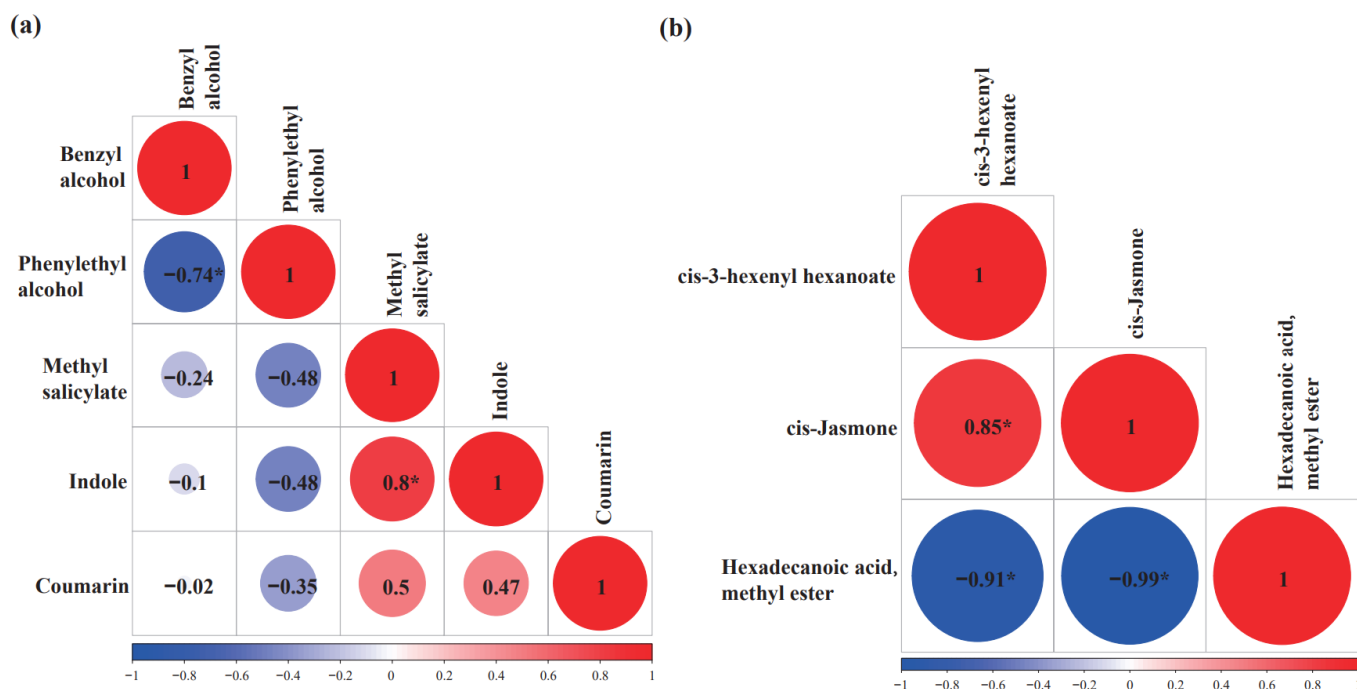 (a)
Benzyl
alcohol
Phenylethyl
alcohol
Methyl
salicylate
Indole
Coumarin
Benzyl
alcohol
1
Phenylethyl
alcohol
−0.74*
1
Methyl
salicylate
−0.24
−0.48
1
Indole
−0.1
−0.48
0.8*
1
Coumarin
−0.02
−0.35
0.5
0.47
1
−1
−0.8
−0.6
−0.4
−0.2
0
0.2
0.4
0.6
0.8
1
(b)
cis-3-hexenyl
hexanoate
cis-Jasmone
Hexadecanoic acid,
methyl ester
cis-3-hexenyl hexanoate
1
cis-Jasmone
0.85*
1
Hexadecanoic acid,
methyl ester
−0.91*
−0.99*
1
−1
−0.8
−0.6
−0.4
−0.2
0
0.2
0.4
0.6
0.8
1